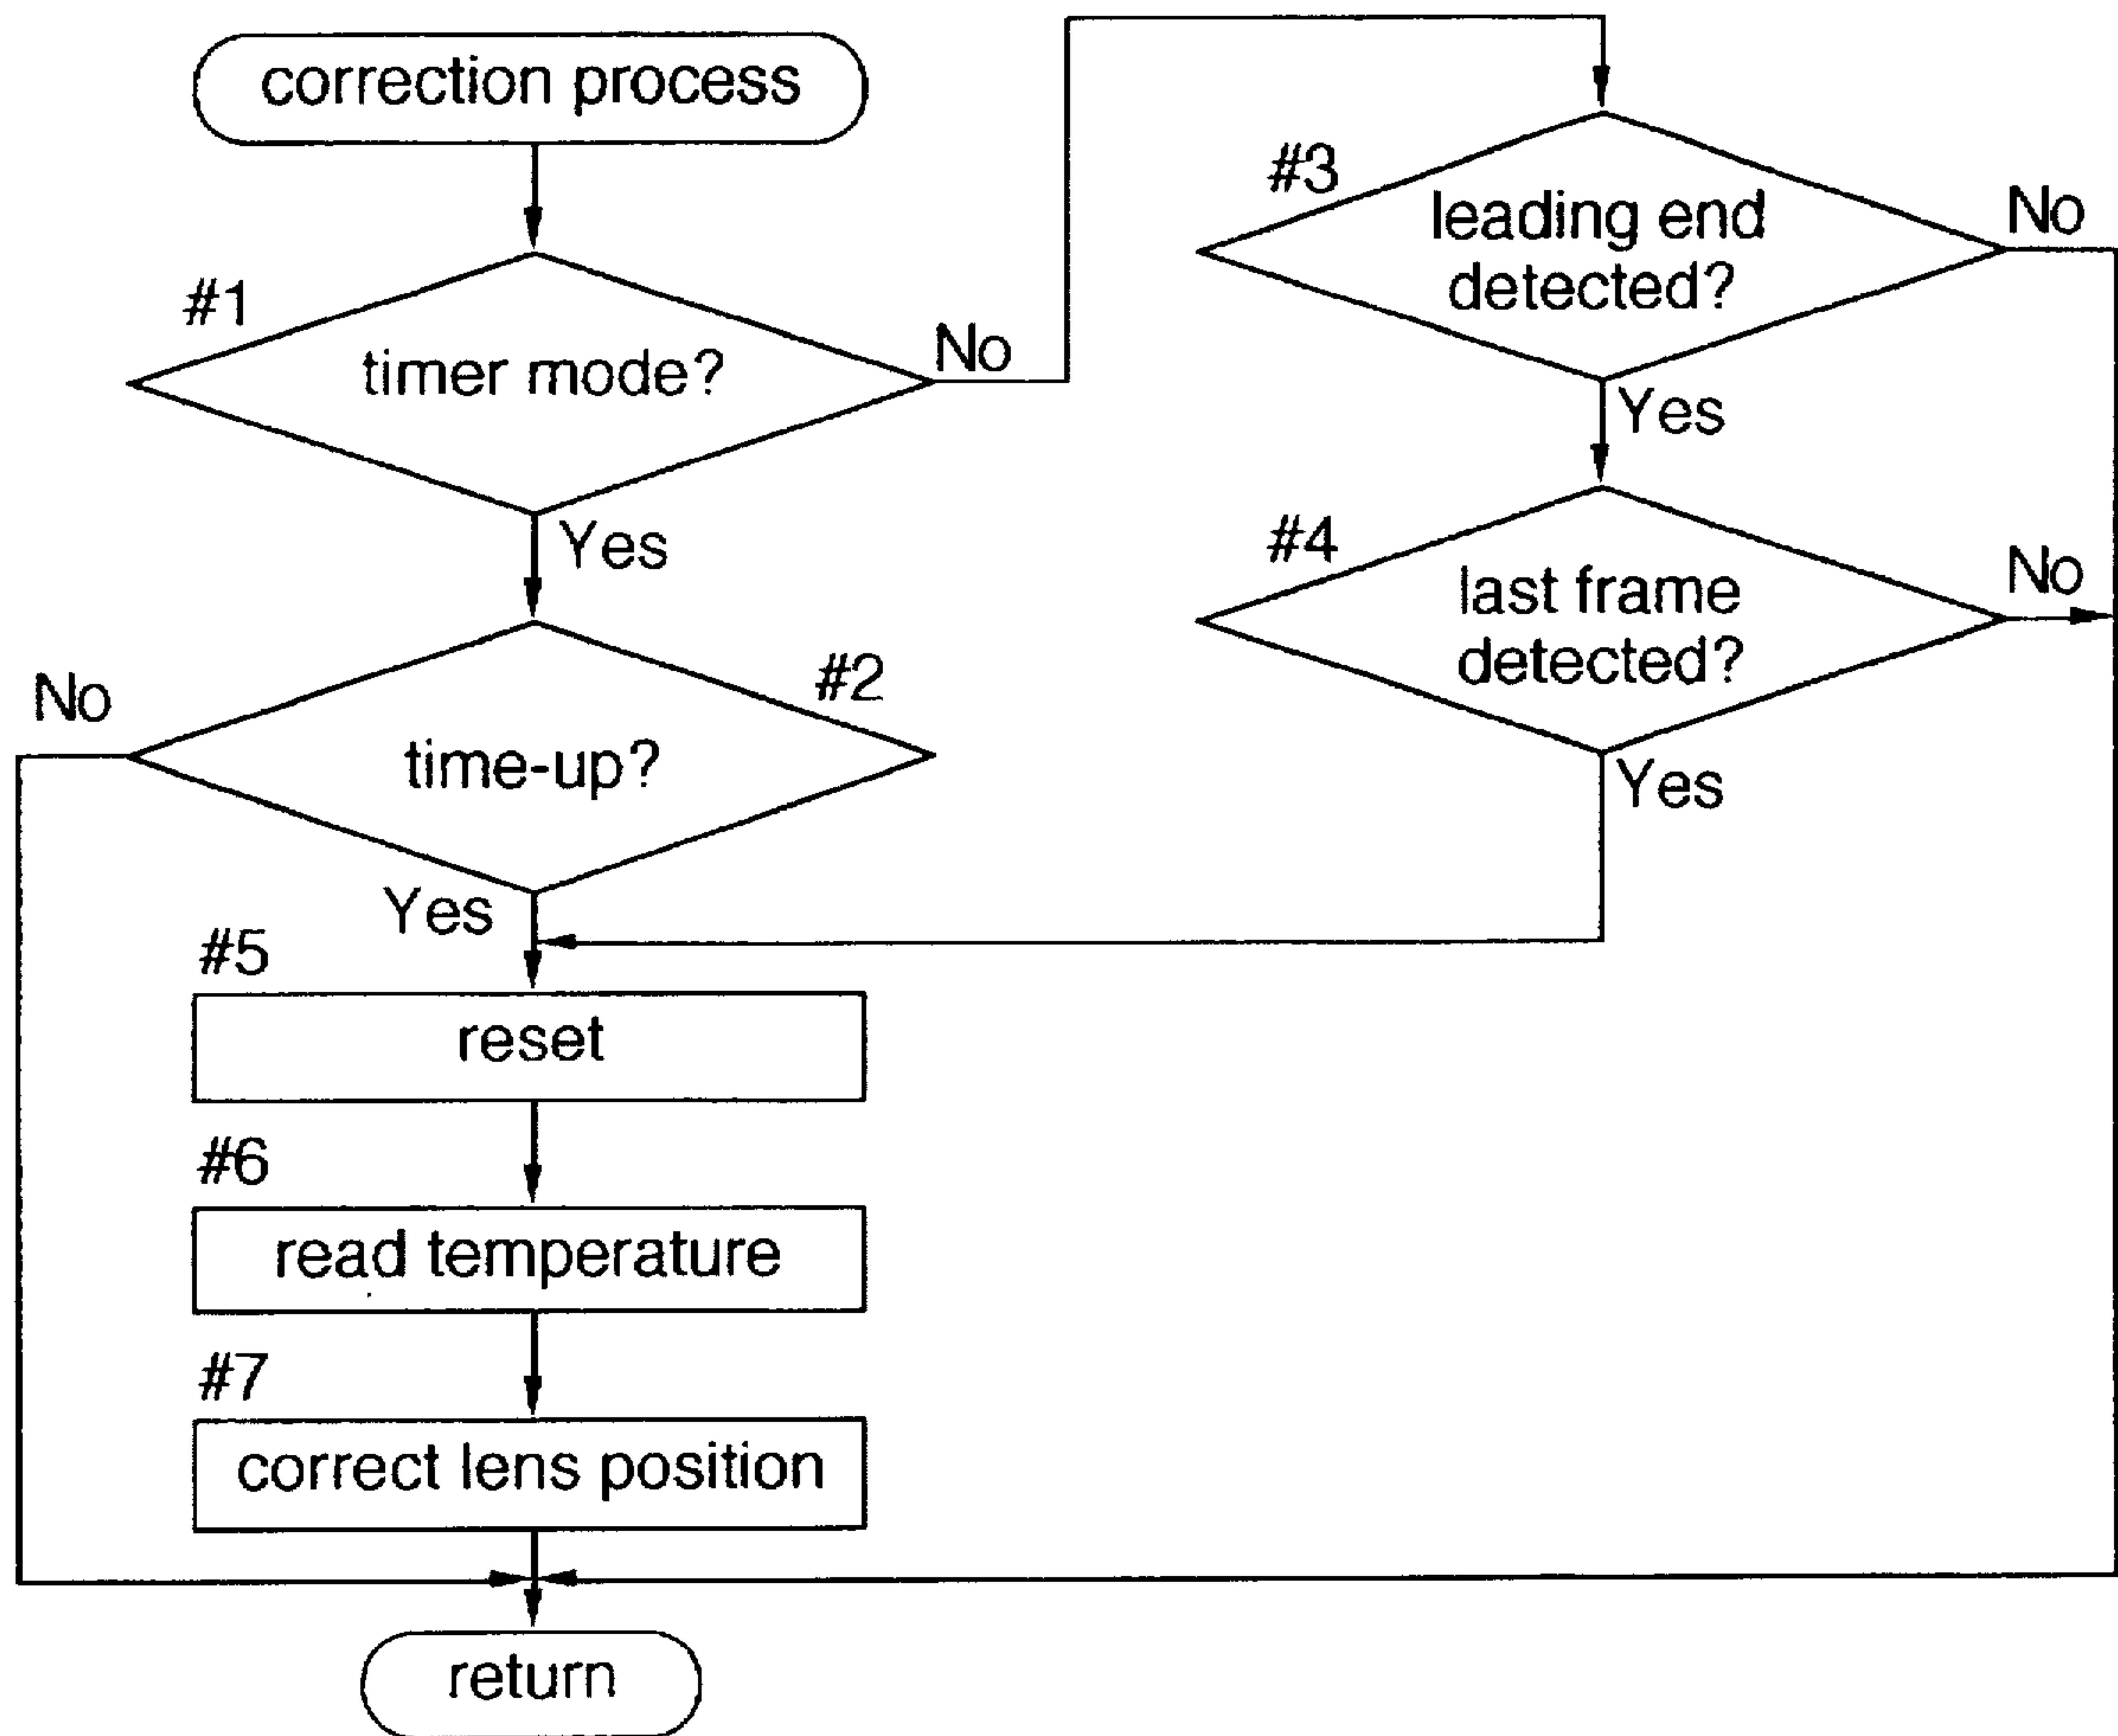 correction process
#1
timer mode?
No
Yes
#2
No
time-up?
Yes
#3
leading end
detected?
No
Yes
#4
last frame
detected?
No
Yes
#5
reset
#6
read temperature
#7
correct lens position
return